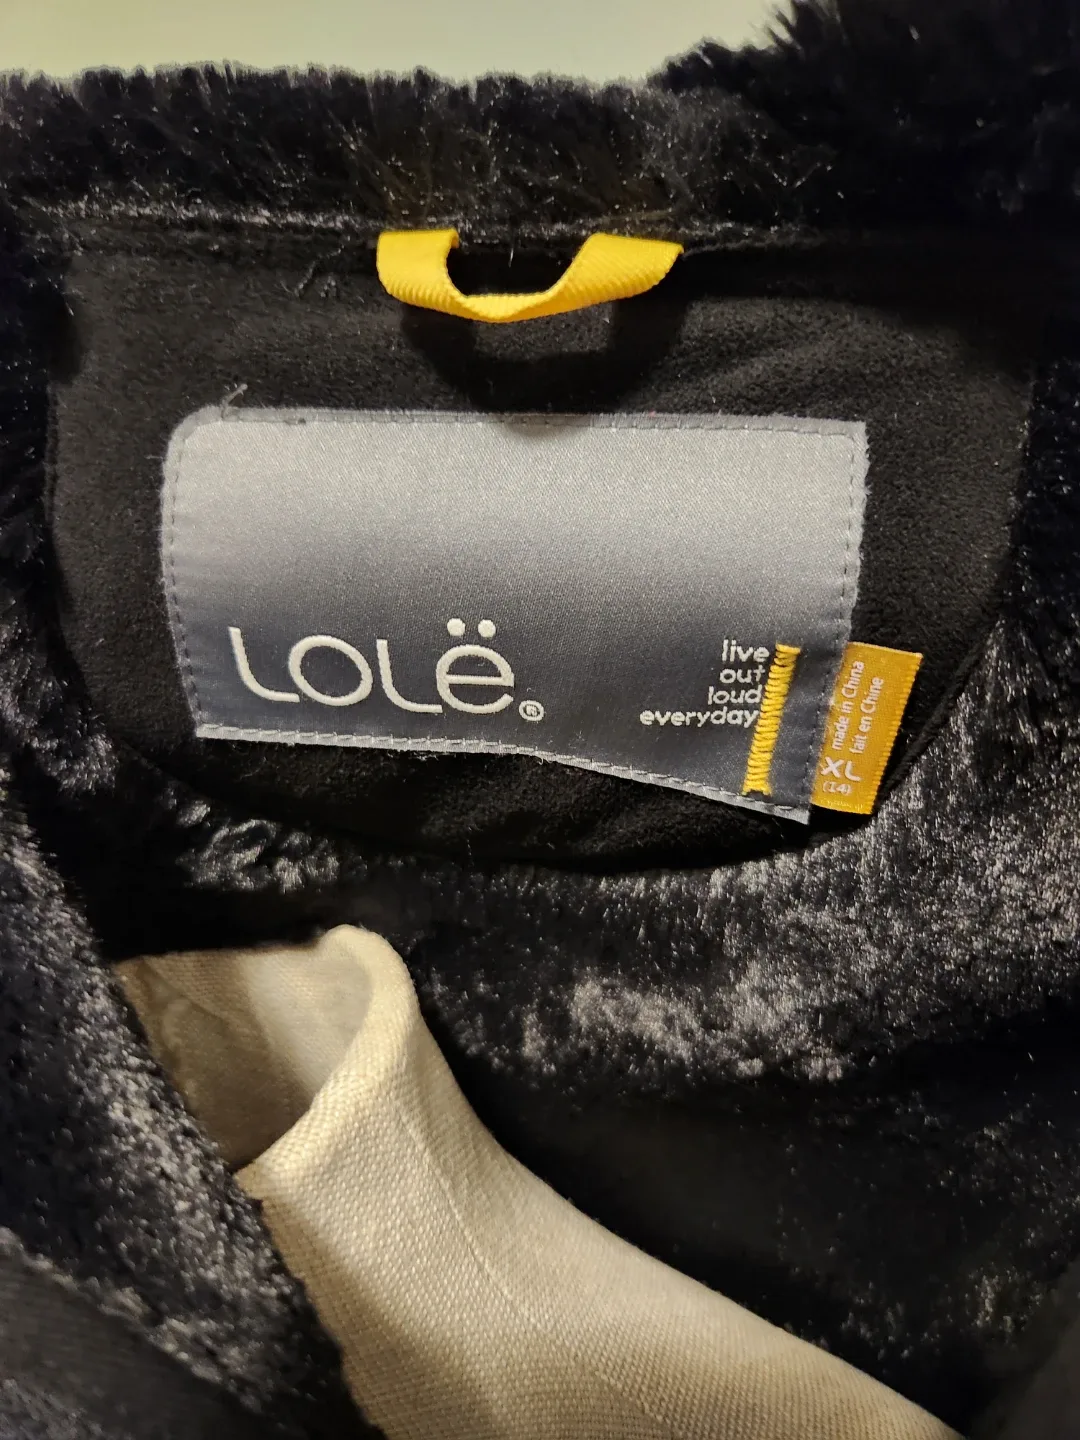 LOLË®
live
out
loud
everyday
made in China
fait en Chine
XL
(14)